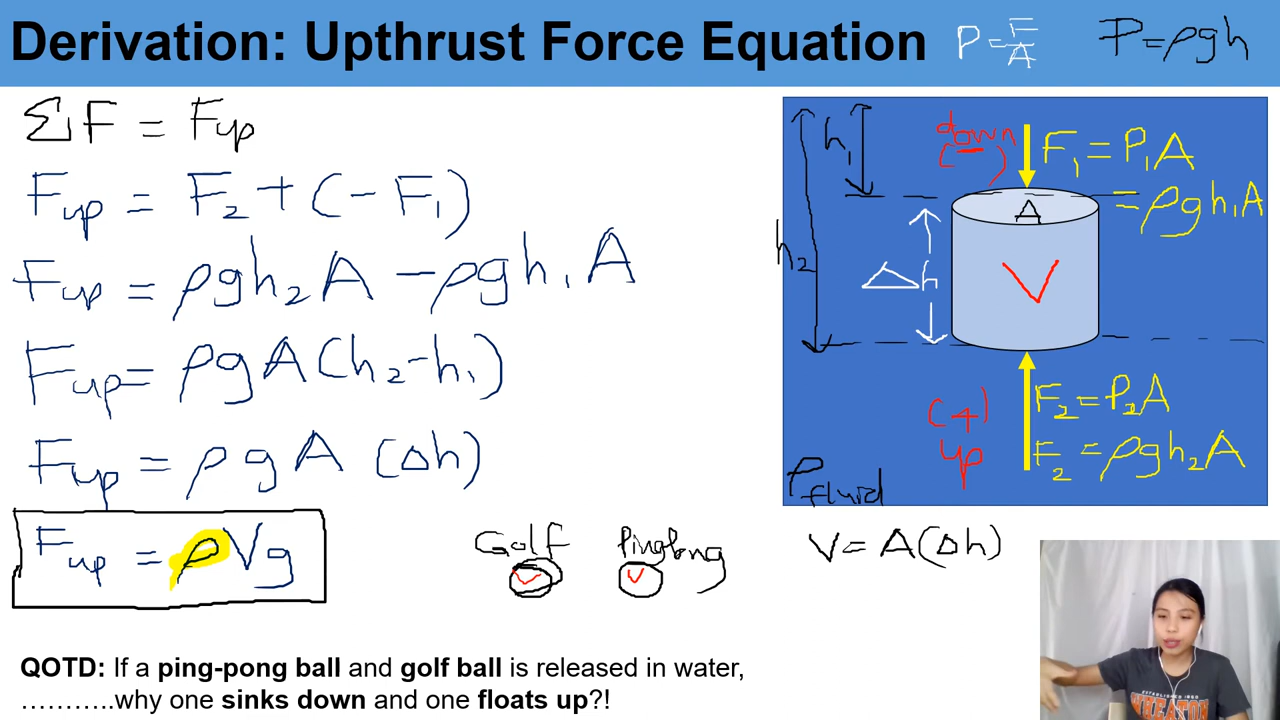 Derivation: Upthrust Force Equation
P = F/A
P = ρgh
ΣF = Fup
Fup = F₂ + (- F₁)
Fup = ρgh₂A - ρgh₁A
Fup = ρgA(h₂-h₁)
Fup = ρgA (Δh)
Fup = ρVg
h₁
h₂
Δh
down
(-)
F₁ = P₁A
= ρgh₁A
A
V
(+)
up
F₂ = P₂A
F₂ = ρgh₂A
ρfluid
Golf
V
PingPong
V
V = A(Δh)
QOTD: If a ping-pong ball and golf ball is released in water,
………..why one sinks down and one floats up?!
ESTABLISHED 1860
WHEATON